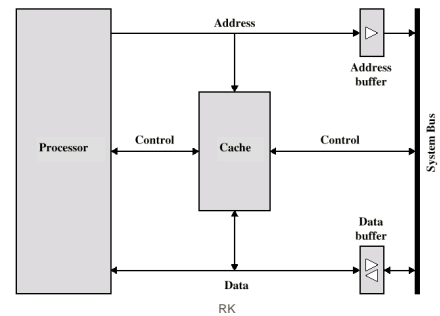 Address
Address
buffer
Control
Control
Processor
Cache
System Bus
Data
buffer
Data
RK